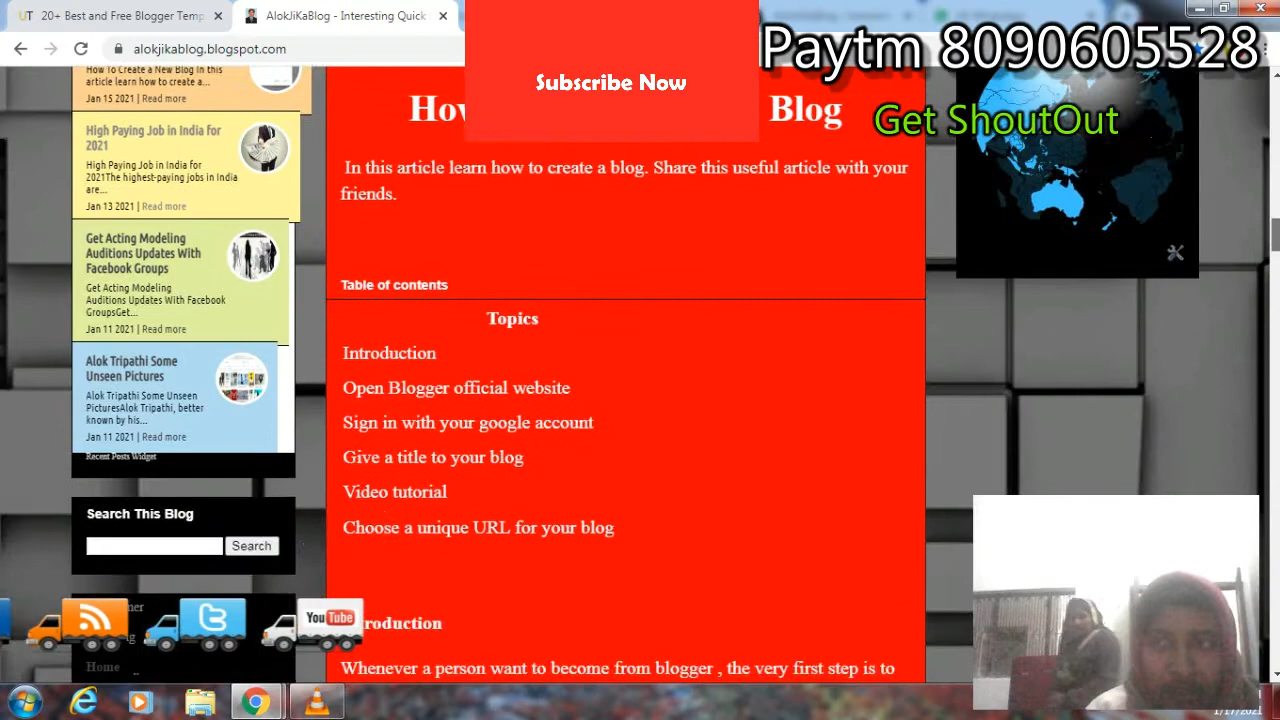 20+ Best and Free Blogger Temp
AlokJiKaBlog - Interesting Quick
alokjikablog.blogspot.com
Paytm 8090605528
Get ShoutOut
Subscribe Now
How To Create a New Blog In this
article learn how to create a...
Jan 15 2021 | Read more
High Paying Job in India for
2021
High Paying Job in India for
2021The highest-paying jobs in India
are...
Jan 13 2021 | Read more
Get Acting Modeling
Auditions Updates With
Facebook Groups
Get Acting Modeling
Auditions Updates With Facebook
GroupsGet...
Jan 11 2021 | Read more
Alok Tripathi Some
Unseen Pictures
Alok Tripathi Some Unseen
PicturesAlok Tripathi, better
known by his...
Jan 11 2021 | Read more
Recent Posts Widget
Search This Blog
Search
Home
YouTube
Blog
In this article learn how to create a blog. Share this useful article with your
friends.
Table of contents
Topics
Introduction
Open Blogger official website
Sign in with your google account
Give a title to your blog
Video tutorial
Choose a unique URL for your blog
roduction
Whenever a person want to become from blogger , the very first step is to
1/17/2021